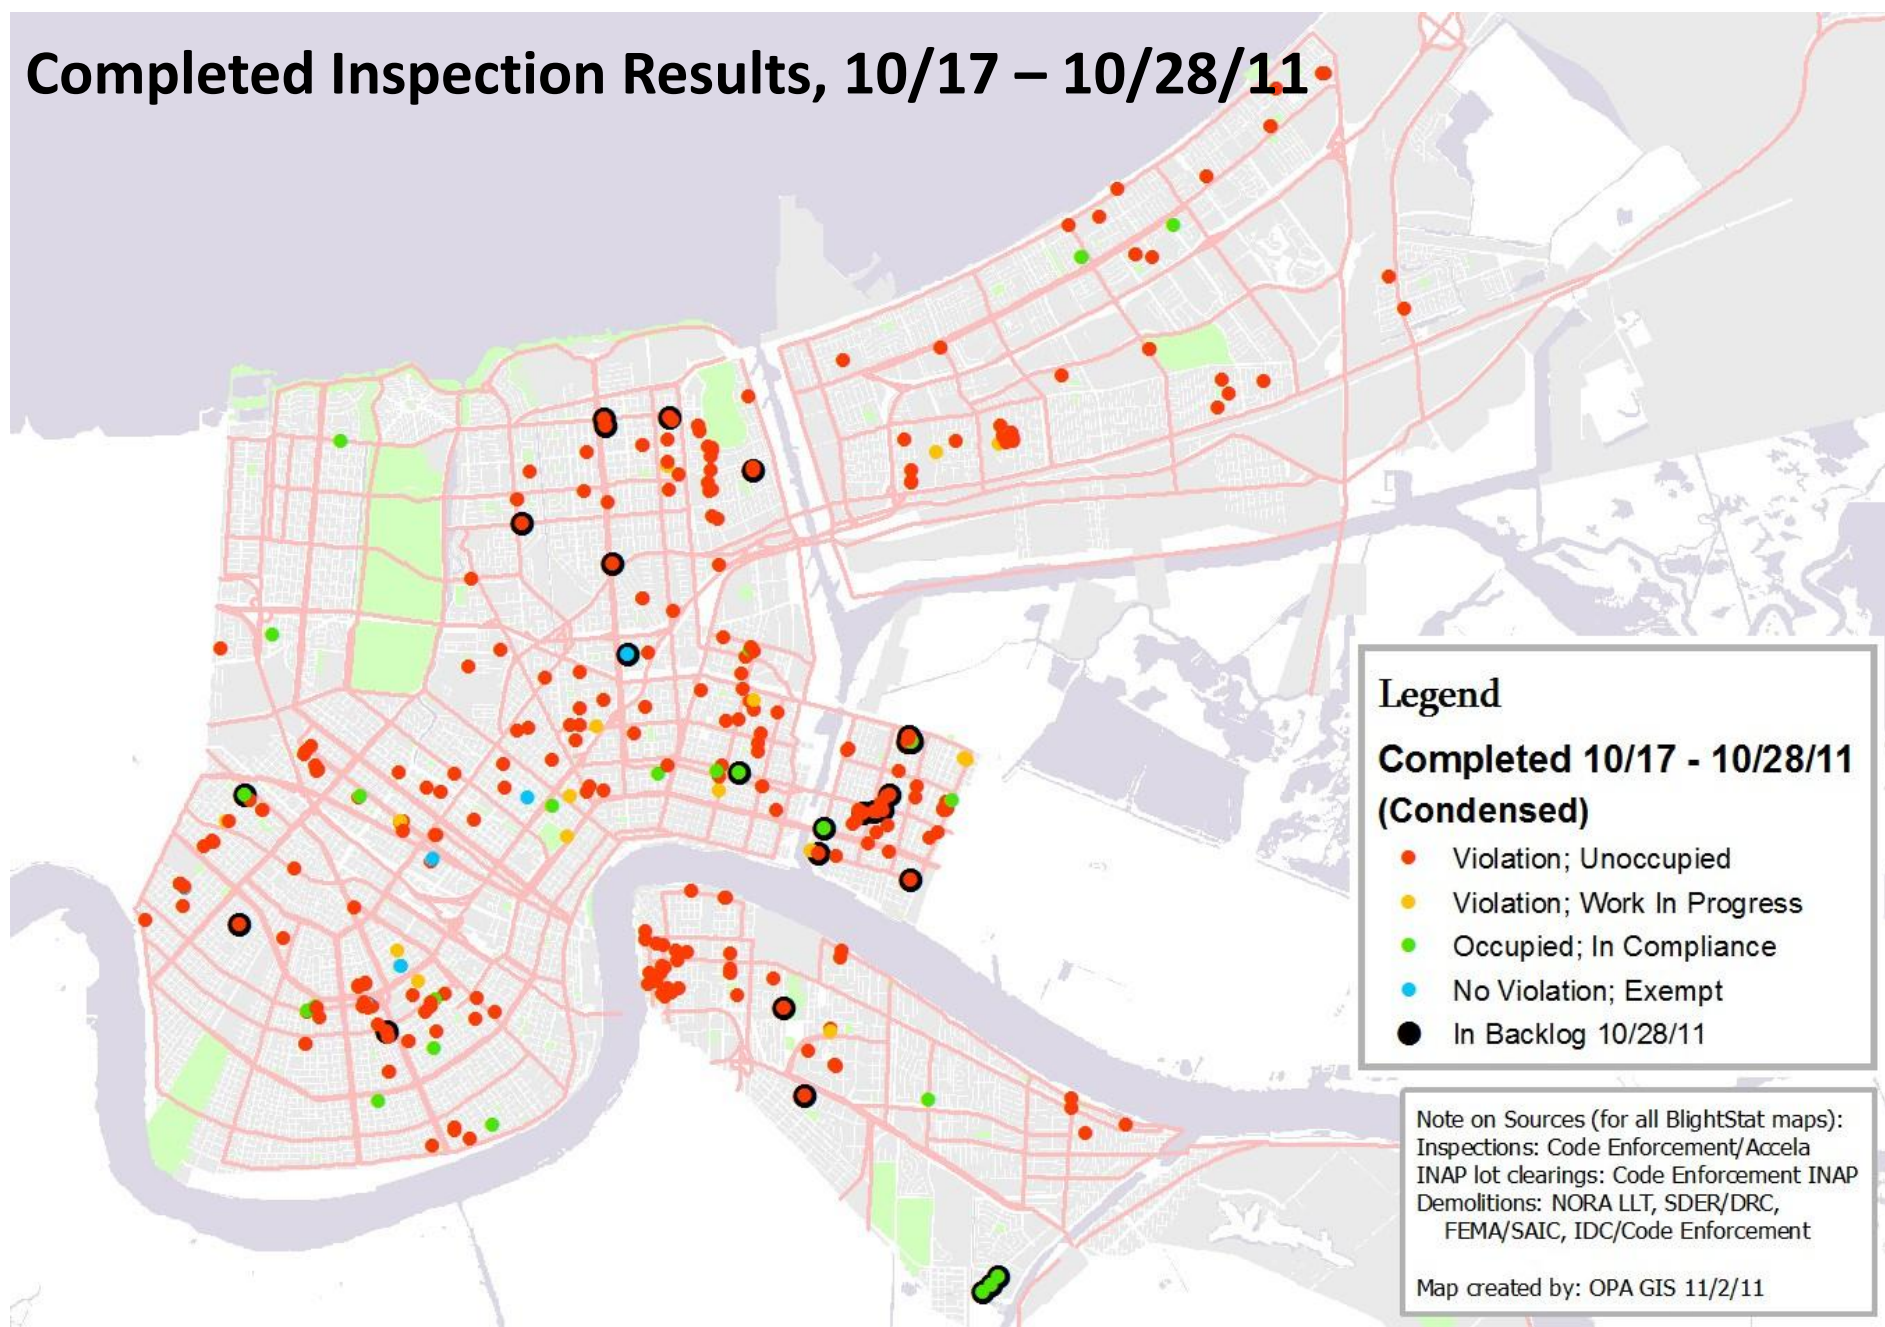 Completed Inspection Results, 10/17 – 10/28/11
Legend
Completed 10/17 - 10/28/11
(Condensed)
Violation; Unoccupied
Violation; Work In Progress
Occupied; In Compliance
No Violation; Exempt
In Backlog 10/28/11
Note on Sources (for all BlightStat maps):
Inspections: Code Enforcement/Accela
INAP lot clearings: Code Enforcement INAP
Demolitions: NORA LLT, SDER/DRC,
FEMA/SAIC, IDC/Code Enforcement
Map created by: OPA GIS 11/2/11